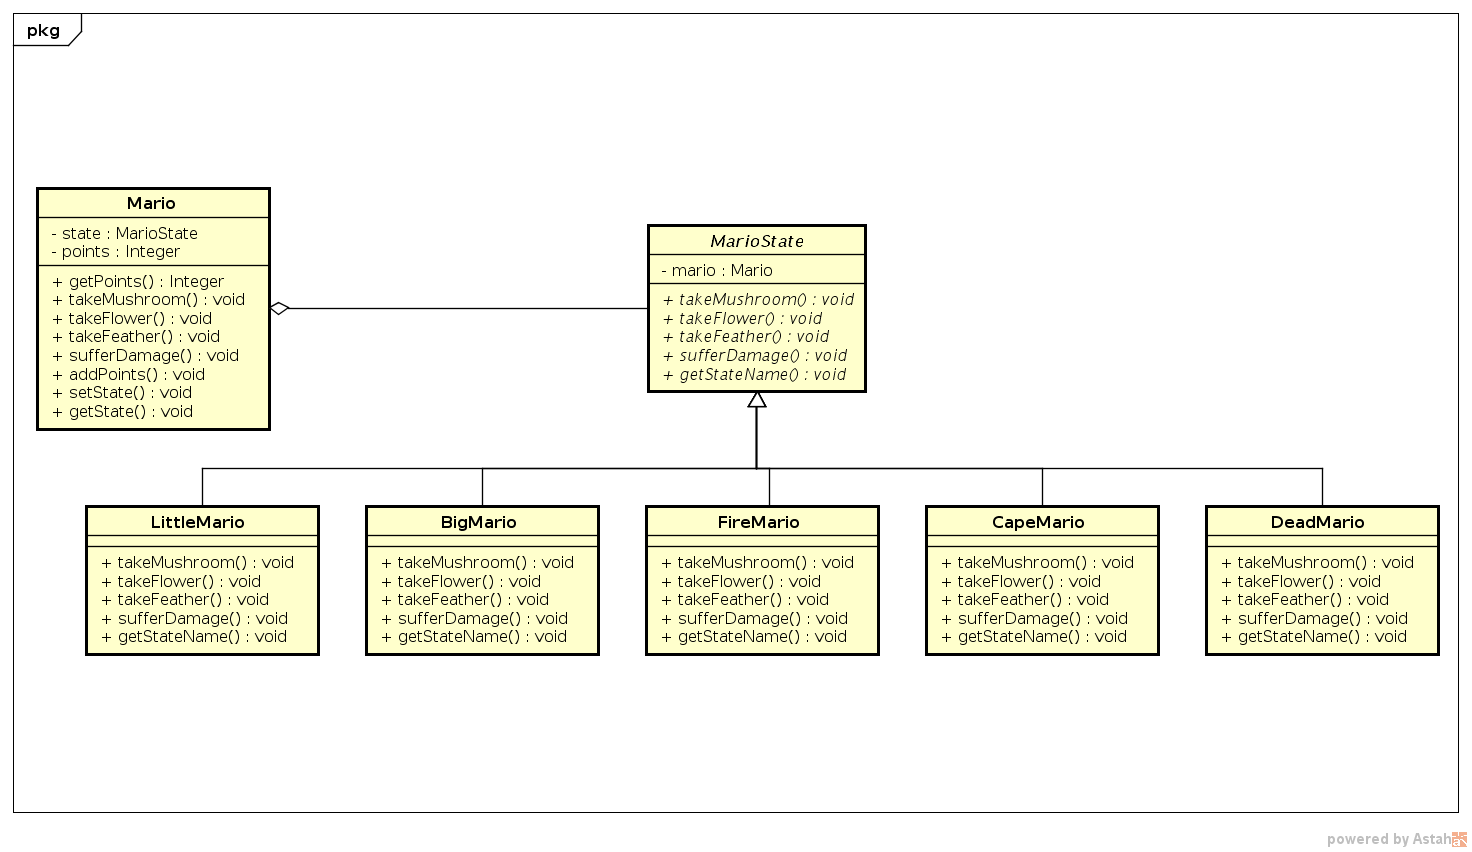 pkg
Mario
- state : MarioState
- points : Integer
+ getPoints() : Integer
+ takeMushroom() : void
+ takeFlower() : void
+ takeFeather() : void
+ sufferDamage() : void
+ addPoints() : void
+ setState() : void
+ getState() : void
MarioState
- mario : Mario
+ takeMushroom() : void
+ takeFlower() : void
+ takeFeather() : void
+ sufferDamage() : void
+ getStateName() : void
LittleMario
+ takeMushroom() : void
+ takeFlower() : void
+ takeFeather() : void
+ sufferDamage() : void
+ getStateName() : void
BigMario
+ takeMushroom() : void
+ takeFlower() : void
+ takeFeather() : void
+ sufferDamage() : void
+ getStateName() : void
FireMario
+ takeMushroom() : void
+ takeFlower() : void
+ takeFeather() : void
+ sufferDamage() : void
+ getStateName() : void
CapeMario
+ takeMushroom() : void
+ takeFlower() : void
+ takeFeather() : void
+ sufferDamage() : void
+ getStateName() : void
DeadMario
+ takeMushroom() : void
+ takeFlower() : void
+ takeFeather() : void
+ sufferDamage() : void
+ getStateName() : void
powered by Astah